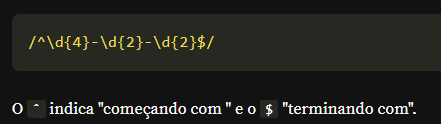 /^\d{4}-\d{2}-\d{2}$/
O ^ indica "começando com " e o $ "terminando com".